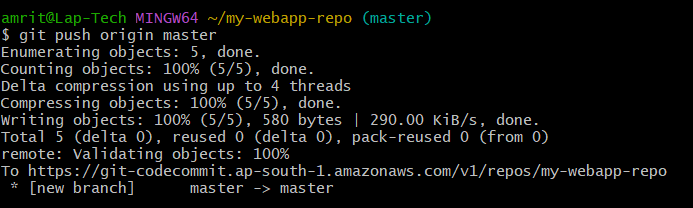 amrit@Lap-Tech MINGW64 ~/my-webapp-repo (master)
$ git push origin master
Enumerating objects: 5, done.
Counting objects: 100% (5/5), done.
Delta compression using up to 4 threads
Compressing objects: 100% (5/5), done.
Writing objects: 100% (5/5), 580 bytes | 290.00 KiB/s, done.
Total 5 (delta 0), reused 0 (delta 0), pack-reused 0 (from 0)
remote: Validating objects: 100%
To https://git-codecommit.ap-south-1.amazonaws.com/v1/repos/my-webapp-repo
 * [new branch]      master -> master